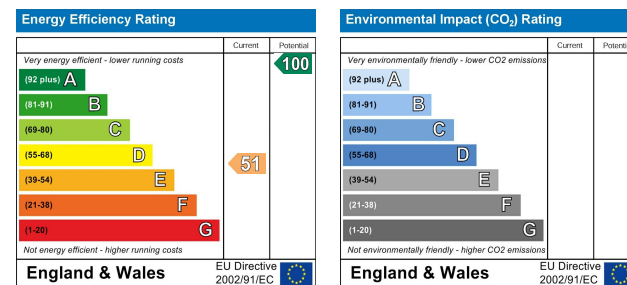 Energy Efficiency Rating
Current Potential
Very energy efficient - lower running costs
100
(92 plus) A
(81-91) B
(69-80) C
(55-68) D
51
(39-54) E
(21-38) F
(1-20) G
Not energy efficient - higher running costs
England & Wales
EU Directive
2002/91/EC
Environmental Impact (CO₂) Rating
Current Potential
Very environmentally friendly - lower CO2 emissions
(92 plus) A
(81-91) B
(69-80) C
(55-68) D
(39-54) E
(21-38) F
(1-20) G
Not environmentally friendly - higher CO2 emissions
England & Wales
EU Directive
2002/91/EC